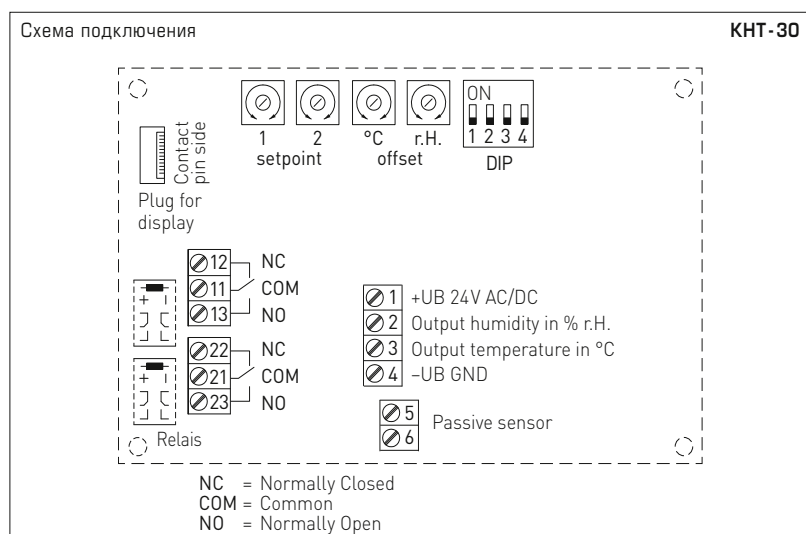 Схема подключения KHT-30
ON
1 2 3 4
1 2 °C r.H.
setpoint offset DIP
Contact
pin side
Plug for
display
12 NC
11 COM
13 NO
+
22 NC
21 COM
23 NO
+
Relais
1 +UB 24V AC/DC
2 Output humidity in % r.H.
3 Output temperature in °C
4 –UB GND
5 Passive sensor
6
NC = Normally Closed
COM = Common
NO = Normally Open